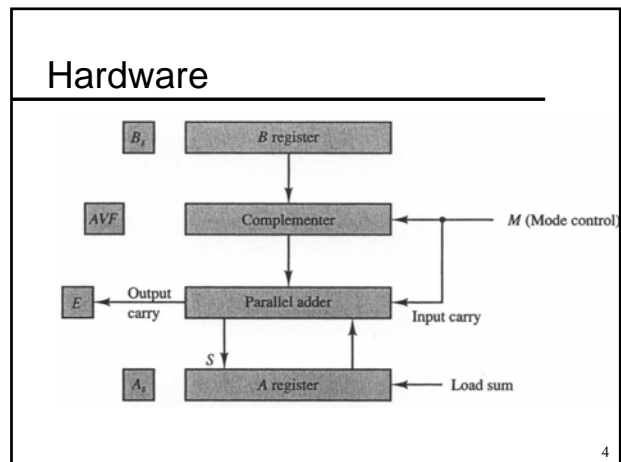 Hardware
Bs
B register
AVF
Complementer
M (Mode control)
E
Output
carry
Parallel adder
Input carry
S
As
A register
Load sum
4